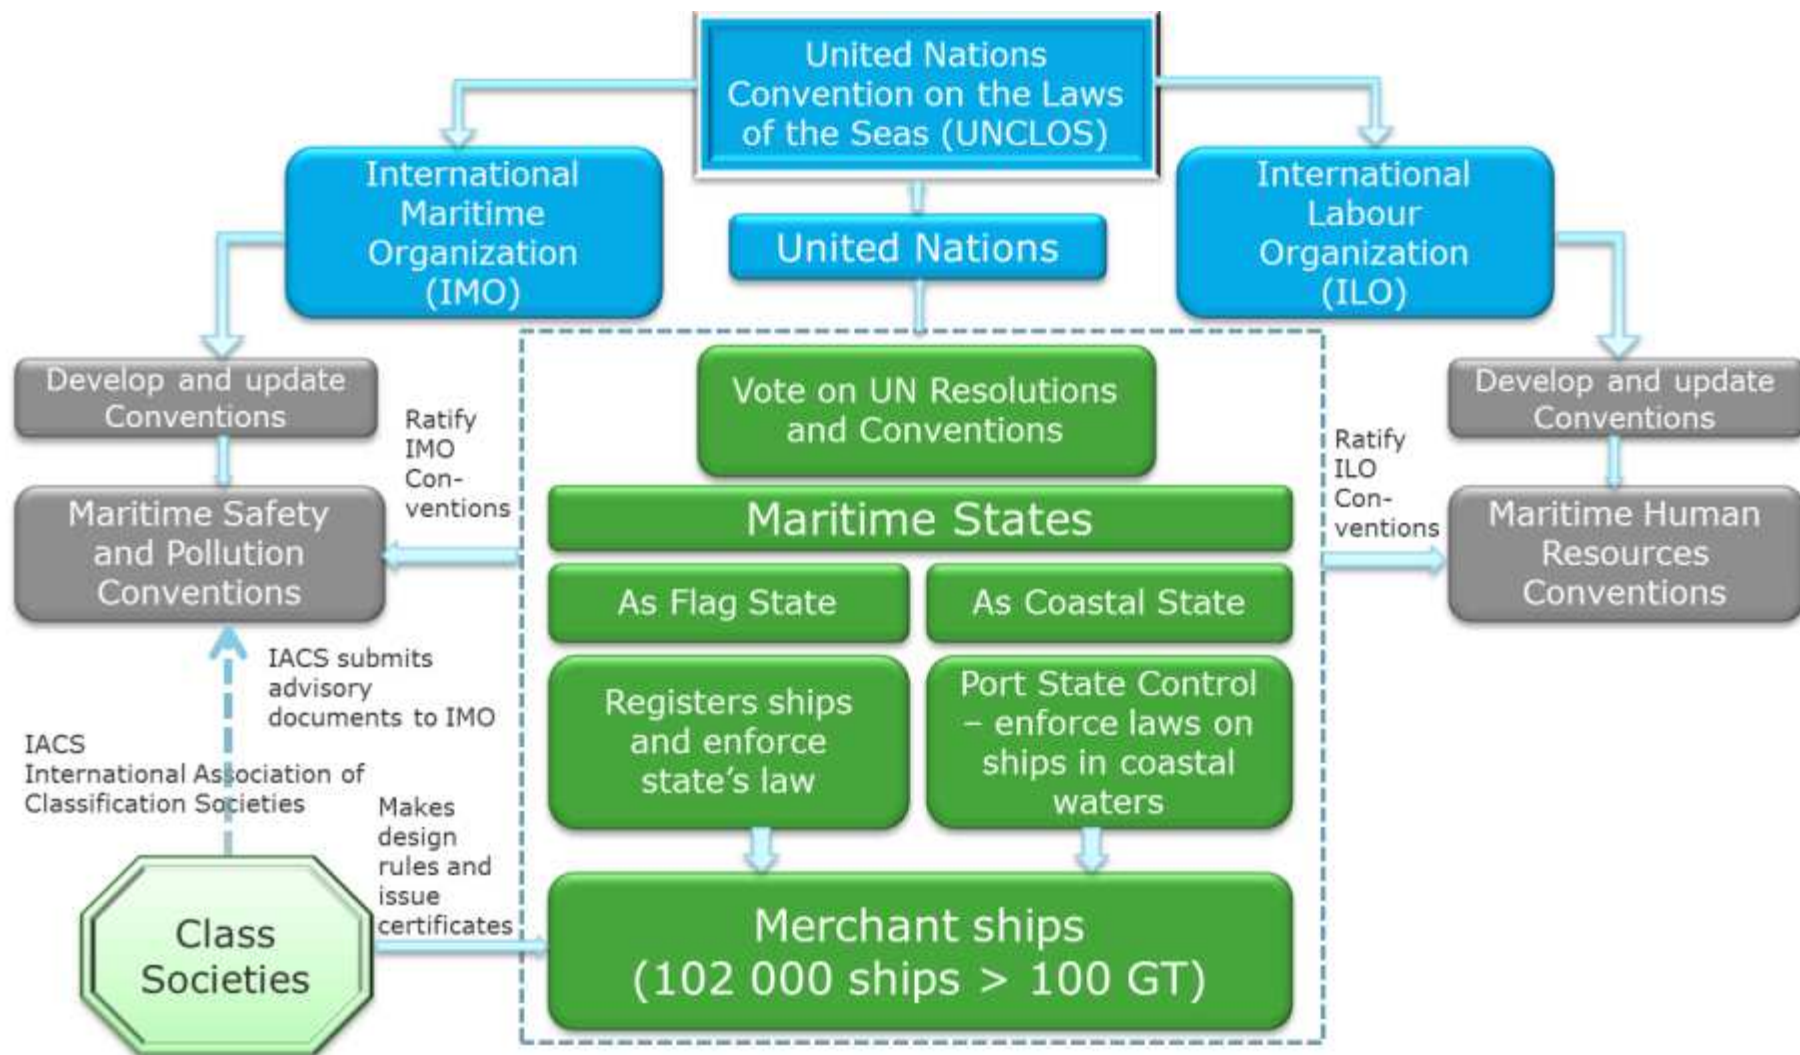 United Nations
Convention on the Laws
of the Seas (UNCLOS)
International
Maritime
Organization
(IMO)
United Nations
International
Labour
Organization
(ILO)
Develop and update
Conventions
Ratify
IMO
Con-
ventions
Vote on UN Resolutions
and Conventions
Ratify
ILO
Con-
ventions
Develop and update
Conventions
Maritime Safety
and Pollution
Conventions
Maritime States
Maritime Human
Resources
Conventions
As Flag State
As Coastal State
IACS submits
advisory
documents to IMO
Registers ships
and enforce
state's law
Port State Control
– enforce laws on
ships in coastal
waters
IACS
International Association of
Classification Societies
Makes
design
rules and
issue
certificates
Class
Societies
Merchant ships
(102 000 ships > 100 GT)